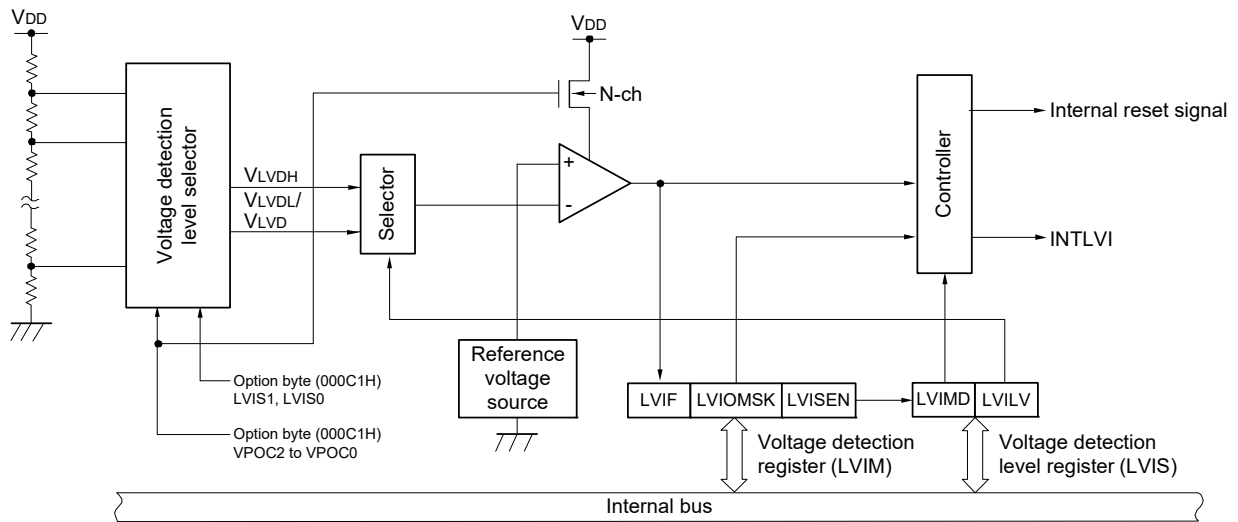 VDD
VDD
N-ch
Voltage detection
level selector
VLVDH
VLVDL/
VLVD
Selector
+
-
Controller
Internal reset signal
INTLVI
Reference
voltage
source
Option byte (000C1H)
LVIS1, LVIS0
Option byte (000C1H)
VPOC2 to VPOC0
LVIF
LVIOMSK
LVISEN
LVIMD
LVILV
Voltage detection
register (LVIM)
Voltage detection
level register (LVIS)
Internal bus